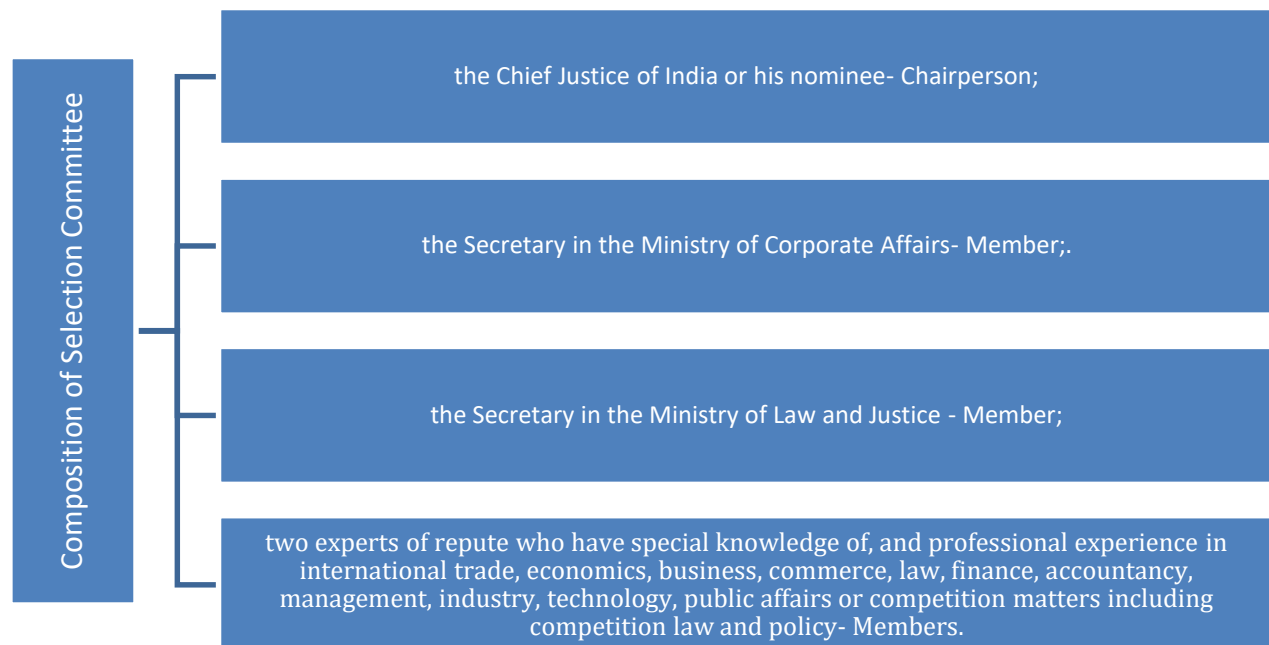 Composition of Selection Committee
the Chief Justice of India or his nominee- Chairperson;
the Secretary in the Ministry of Corporate Affairs- Member;.
the Secretary in the Ministry of Law and Justice - Member;
two experts of repute who have special knowledge of, and professional experience in
international trade, economics, business, commerce, law, finance, accountancy,
management, industry, technology, public affairs or competition matters including
competition law and policy- Members.